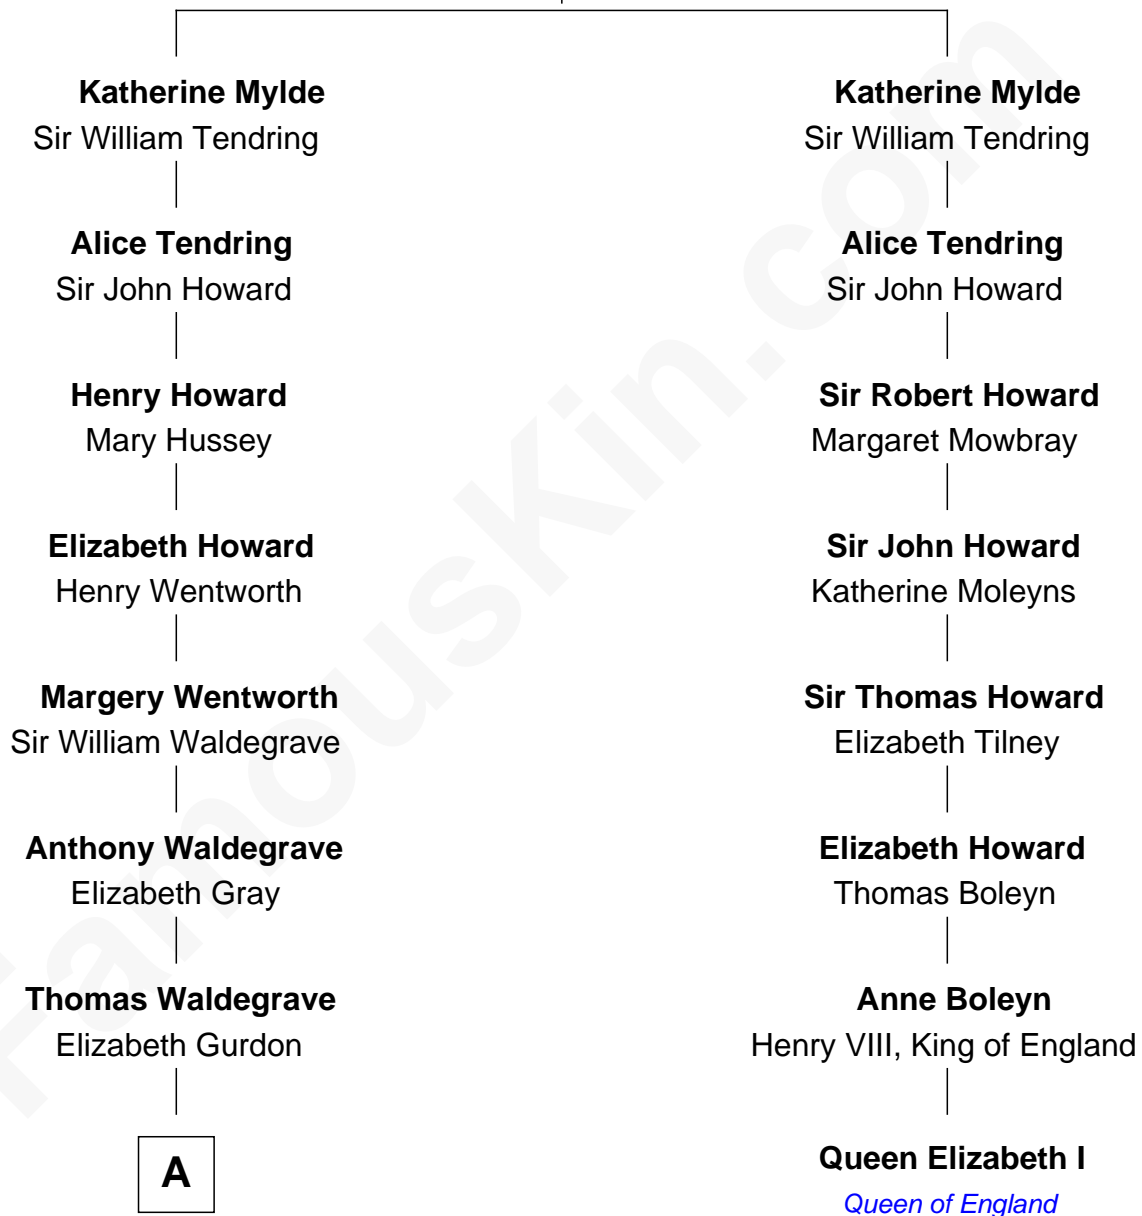 Katherine Mylde
Sir William Tendring
Alice Tendring
Sir John Howard
Henry Howard
Mary Hussey
Elizabeth Howard
Henry Wentworth
Margery Wentworth
Sir William Waldegrave
Anthony Waldegrave
Elizabeth Gray
Thomas Waldegrave
Elizabeth Gurdon
A
Katherine Mylde
Sir William Tendring
Alice Tendring
Sir John Howard
Sir Robert Howard
Margaret Mowbray
Sir John Howard
Katherine Moleyns
Sir Thomas Howard
Elizabeth Tilney
Elizabeth Howard
Thomas Boleyn
Anne Boleyn
Henry VIII, King of England
Queen Elizabeth I
Queen of England
FamousKin.com